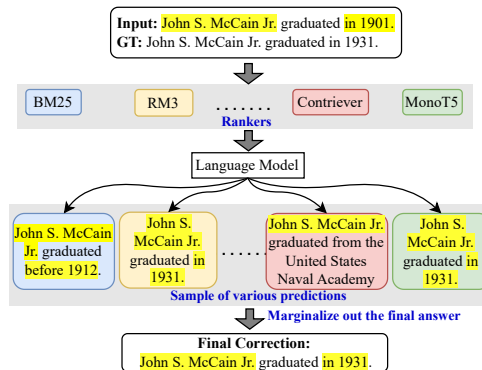 Input: John S. McCain Jr. graduated in 1901.
GT: John S. McCain Jr. graduated in 1931.
BM25 RM3 ....... Contriever MonoT5
Rankers
Language Model
John S. McCain
Jr. graduated
before 1912.
John S.
McCain Jr.
graduated in
1931.
......
John S. McCain Jr.
graduated from the
United States
Naval Academy
John S.
McCain Jr.
graduated in
1931.
Sample of various predictions
Marginalize out the final answer
Final Correction:
John S. McCain Jr. graduated in 1931.